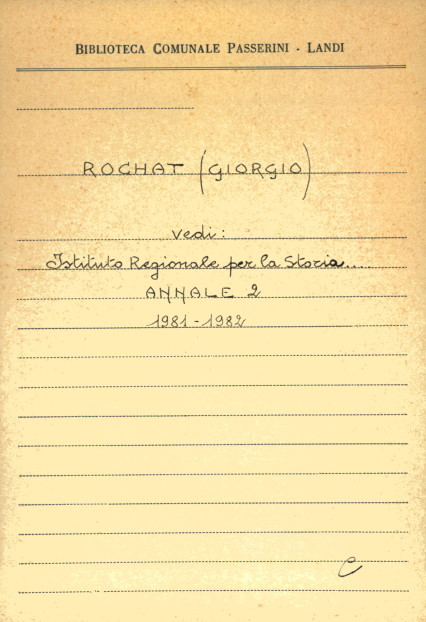 BIBLIOTECA COMUNALE PASSERINI - LANDI
ROCHAT (GIORGIO)
vedi:
Istituto Regionale per la Storia....
ANNALE 2
1981-1982
C